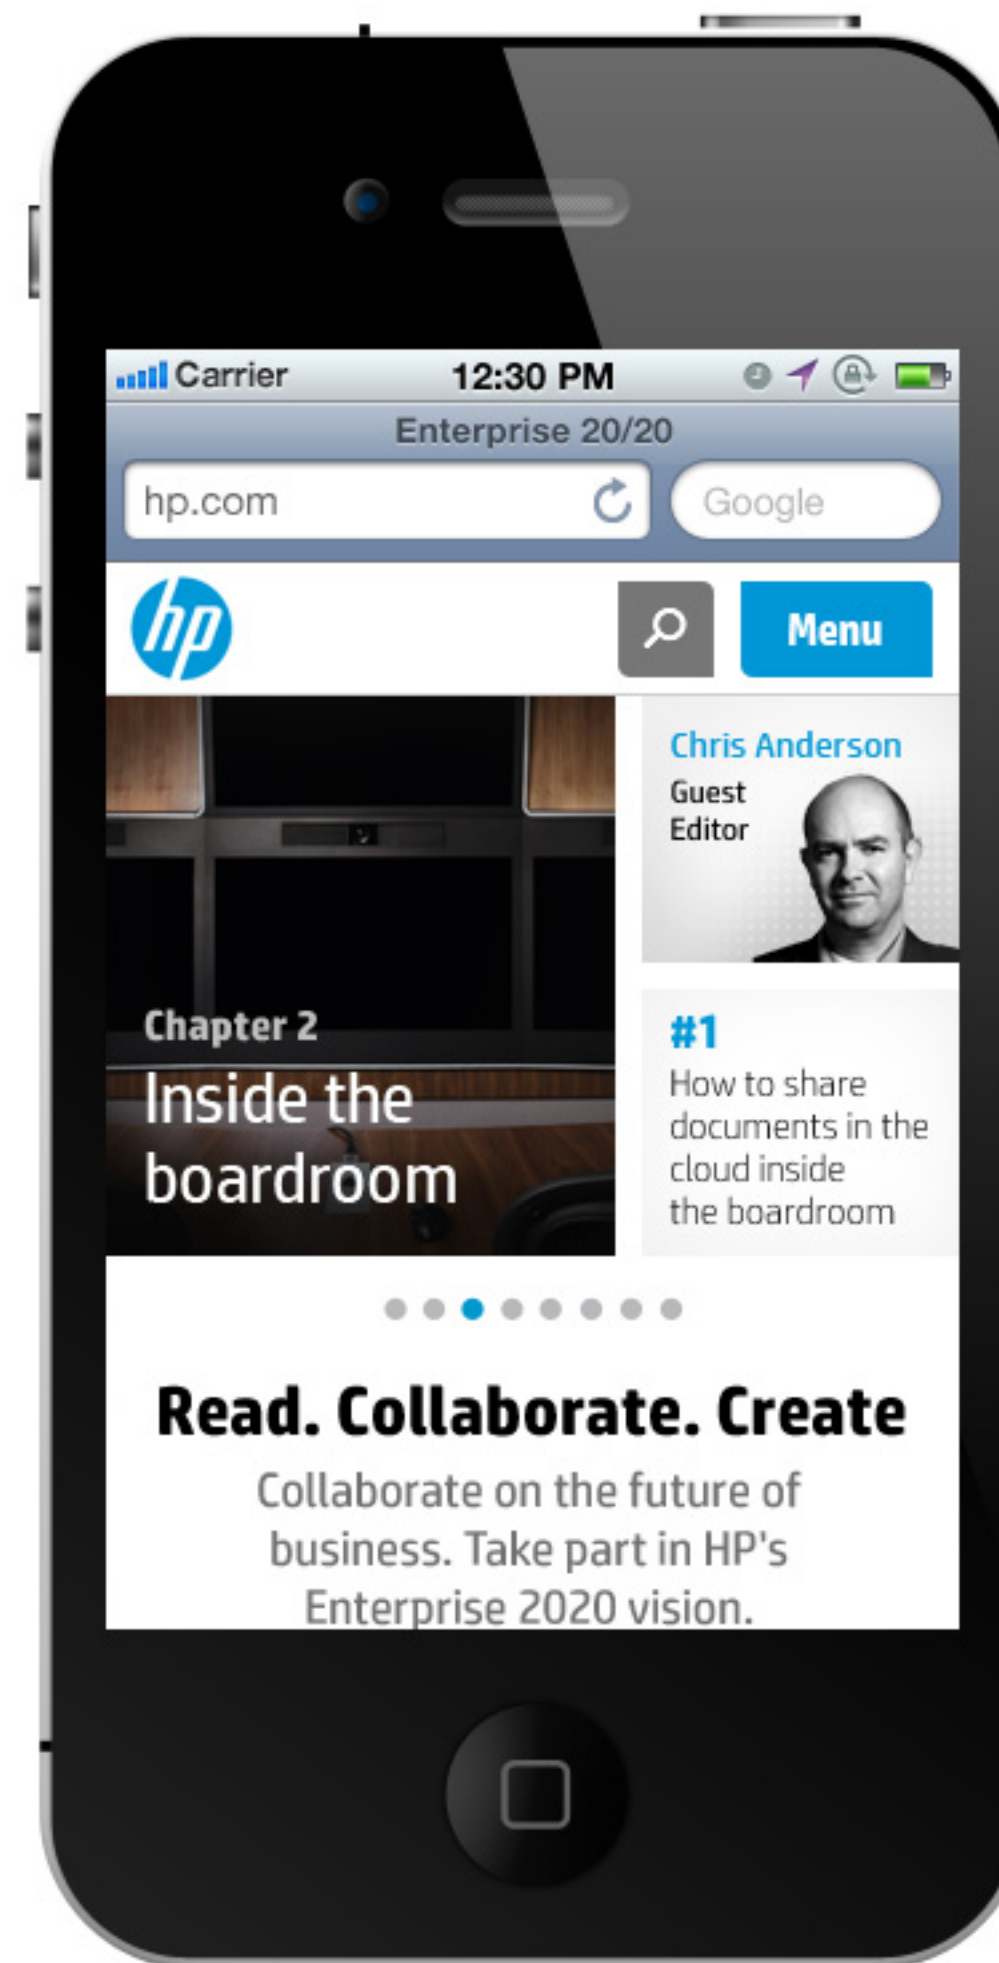 Carrier 12:30 PM
Enterprise 20/20
hp.com Google
hp Menu
Chapter 2
Inside the
boardroom
Chris Anderson
Guest
Editor
#1
How to share
documents in the
cloud inside
the boardroom
Read. Collaborate. Create
Collaborate on the future of
business. Take part in HP's
Enterprise 2020 vision.